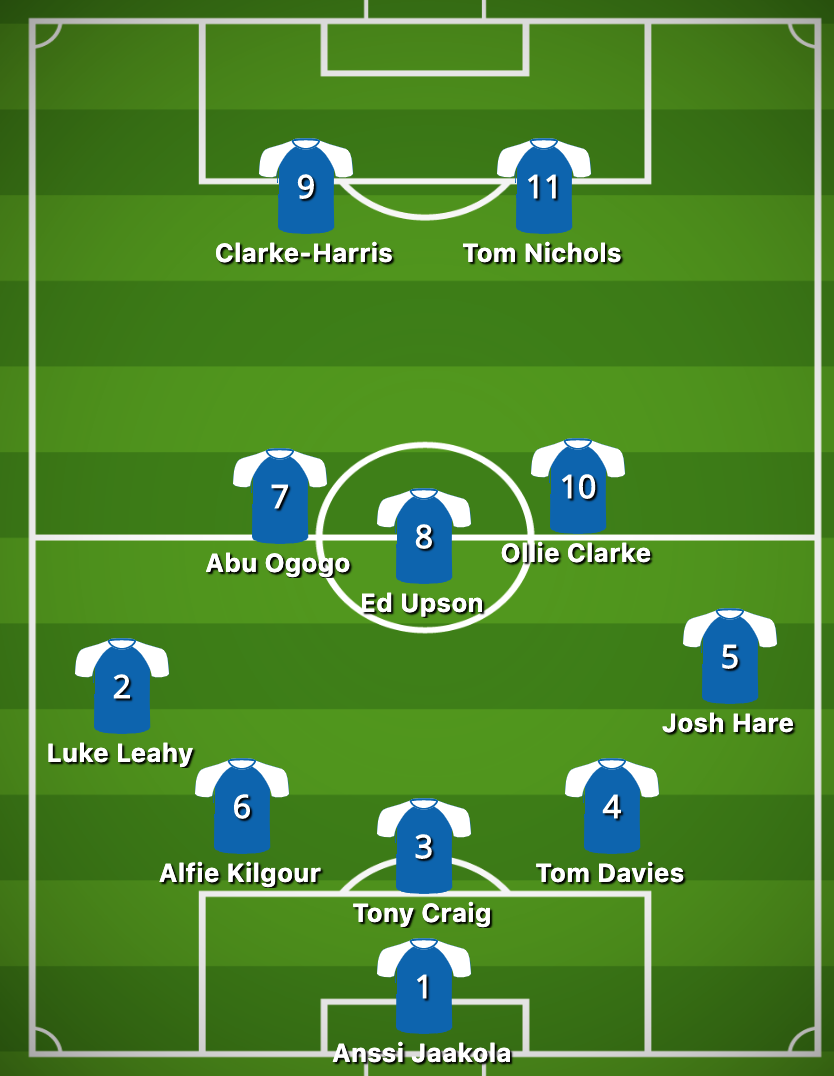 9
11
Clarke-Harris
Tom Nichols
7
8
10
Abu Ogogo
Ed Upson
Ollie Clarke
2
5
Luke Leahy
Josh Hare
6
3
4
Alfie Kilgour
Tony Craig
Tom Davies
1
Anssi Jaakola